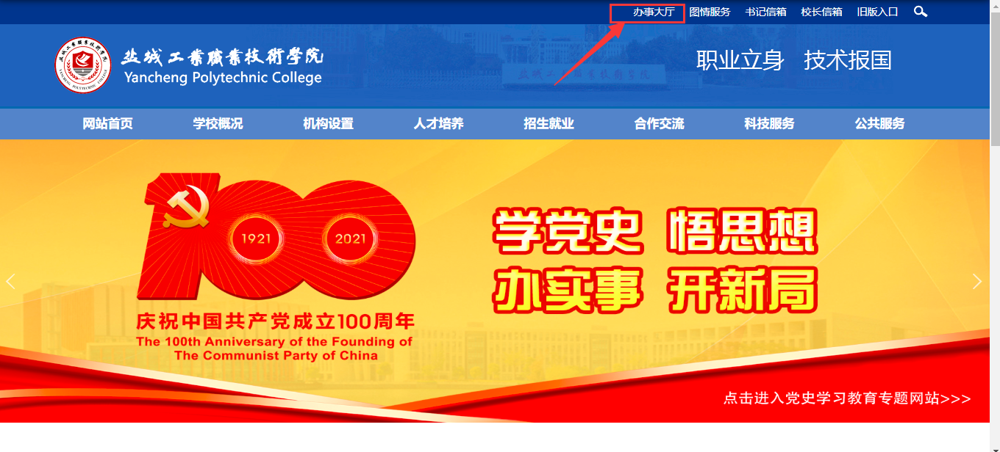 办事大厅 图情服务 书记信箱 校长信箱 旧版入口
盐城工业职业技术学院
Yancheng Polytechnic College
职业立身 技术报国
网站首页 学校概况 机构设置 人才培养 招生就业 合作交流 科技服务 公共服务
100
1921 2021
庆祝中国共产党成立100周年
The 100th Anniversary of the Founding of
The Communist Party of China
学党史 悟思想
办实事 开新局
点击进入党史学习教育专题网站>>>